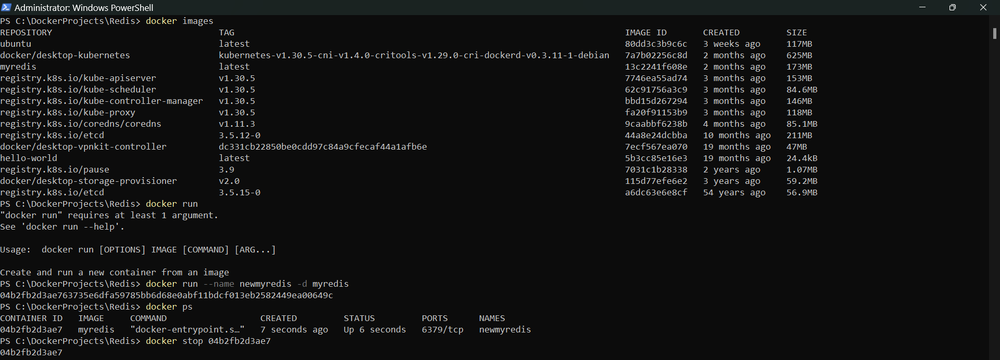 Administrator: Windows PowerShell
PS C:\DockerProjects\Redis> docker images
REPOSITORY TAG IMAGE ID CREATED SIZE
ubuntu latest 80dd3c3b9c6c 3 weeks ago 117MB
docker/desktop-kubernetes kubernetes-v1.30.5-cni-v1.4.0-critools-v1.29.0-cri-dockerd-v0.3.11-1-debian 7a7b02256c8d 2 months ago 625MB
myredis latest 13c2241f608e 2 months ago 173MB
registry.k8s.io/kube-apiserver v1.30.5 7746ea55ad74 3 months ago 153MB
registry.k8s.io/kube-scheduler v1.30.5 62c91756a3c9 3 months ago 84.6MB
registry.k8s.io/kube-controller-manager v1.30.5 bbd15d267294 3 months ago 146MB
registry.k8s.io/kube-proxy v1.30.5 fa20f91153b9 3 months ago 118MB
registry.k8s.io/coredns/coredns v1.11.3 9caabbf6238b 4 months ago 85.1MB
registry.k8s.io/etcd 3.5.12-0 44a8e24dcbba 10 months ago 211MB
docker/desktop-vpnkit-controller dc331cb22850be0cdd97c84a9cfecaf44a1afb6e 7ecf567ea070 19 months ago 47MB
hello-world latest 5b3cc85e16e3 19 months ago 24.4kB
registry.k8s.io/pause 3.9 7031c1b28338 2 years ago 1.07MB
docker/desktop-storage-provisioner v2.0 115d77efe6e2 3 years ago 59.2MB
registry.k8s.io/etcd 3.5.15-0 a6dc63e6e8cf 54 years ago 56.9MB
PS C:\DockerProjects\Redis> docker run
"docker run" requires at least 1 argument.
See 'docker run --help'.
Usage:  docker run [OPTIONS] IMAGE [COMMAND] [ARG...]
Create and run a new container from an image
PS C:\DockerProjects\Redis> docker run --name newmyredis -d myredis
04b2fb2d3ae763735e6dfa59785bb6d68e0abf11bdcf013eb2582449ea00649c
PS C:\DockerProjects\Redis> docker ps
CONTAINER ID IMAGE COMMAND CREATED STATUS PORTS NAMES
04b2fb2d3ae7 myredis "docker-entrypoint.s…" 7 seconds ago Up 6 seconds 6379/tcp newmyredis
PS C:\DockerProjects\Redis> docker stop 04b2fb2d3ae7
04b2fb2d3ae7